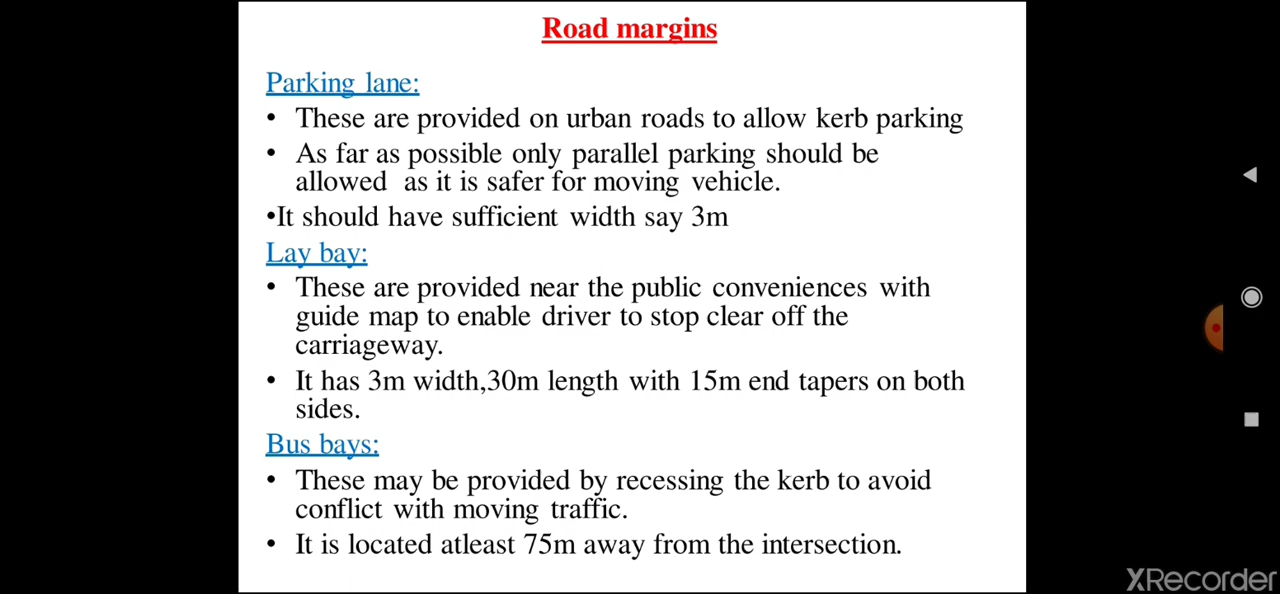 Road margins
Parking lane:
• These are provided on urban roads to allow kerb parking
• As far as possible only parallel parking should be
allowed as it is safer for moving vehicle.
•It should have sufficient width say 3m
Lay bay:
• These are provided near the public conveniences with
guide map to enable driver to stop clear off the
carriageway.
• It has 3m width,30m length with 15m end tapers on both
sides.
Bus bays:
• These may be provided by recessing the kerb to avoid
conflict with moving traffic.
• It is located atleast 75m away from the intersection.
XRecorder